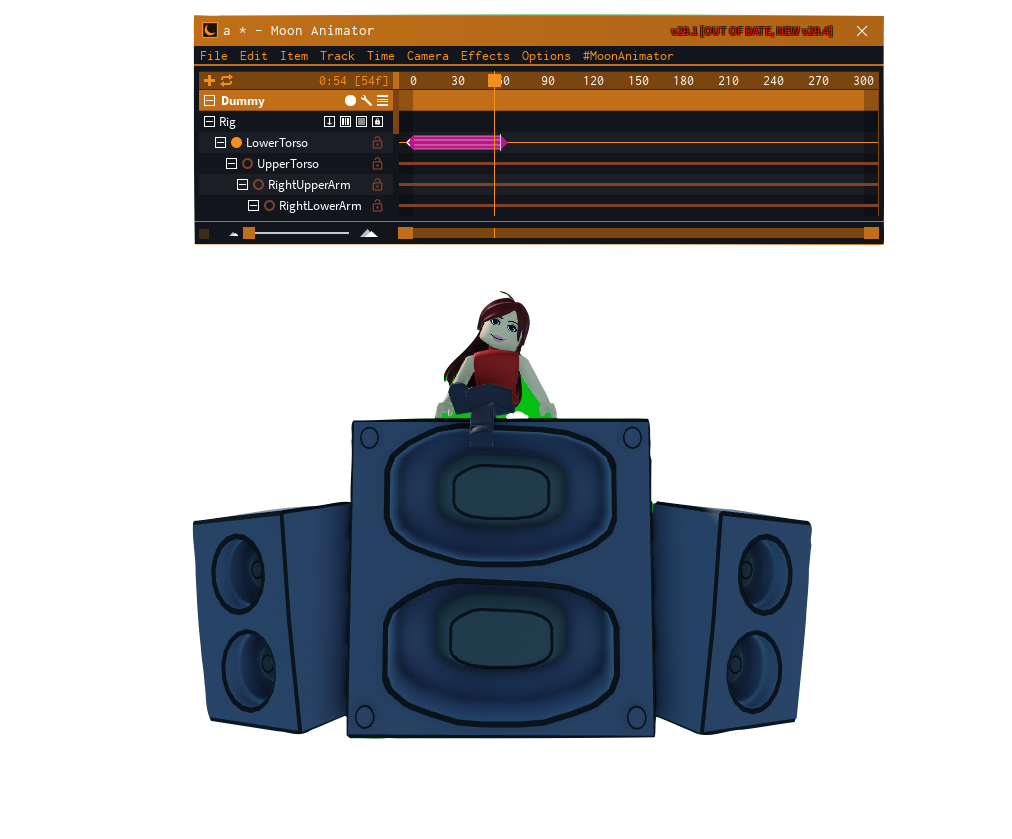 a * - Moon Animator
v29.1 [OUT OF DATE, NEW v29.4]
File Edit Item Track Time Camera Effects Options #MoonAnimator
0:54 [54f] 0 30 60 90 120 150 180 210 240 270 300
Dummy
Rig
LowerTorso
UpperTorso
RightUpperArm
RightLowerArm